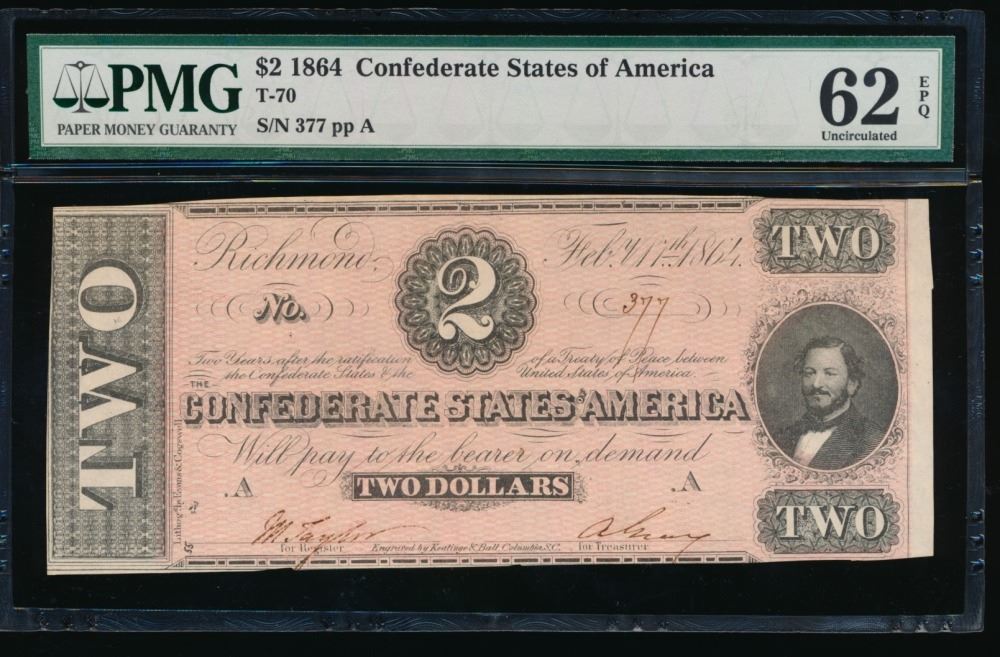 PMG
PAPER MONEY GUARANTY
$2 1864 Confederate States of America
T-70
S/N 377 pp A
62
Uncirculated
EPQ
TWO
Richmond,
2
Feb.y 17th 1864.
TWO
No.
377
Two Years, after the ratification of a Treaty of Peace between
the Confederate States & the United States, of America.
THE
CONFEDERATE STATES OF AMERICA
Will pay to the bearer on demand
.A
TWO DOLLARS
.A
for Register
Engraved by Keatinge & Ball, Columbia, S.C.
for Treasurer
TWO